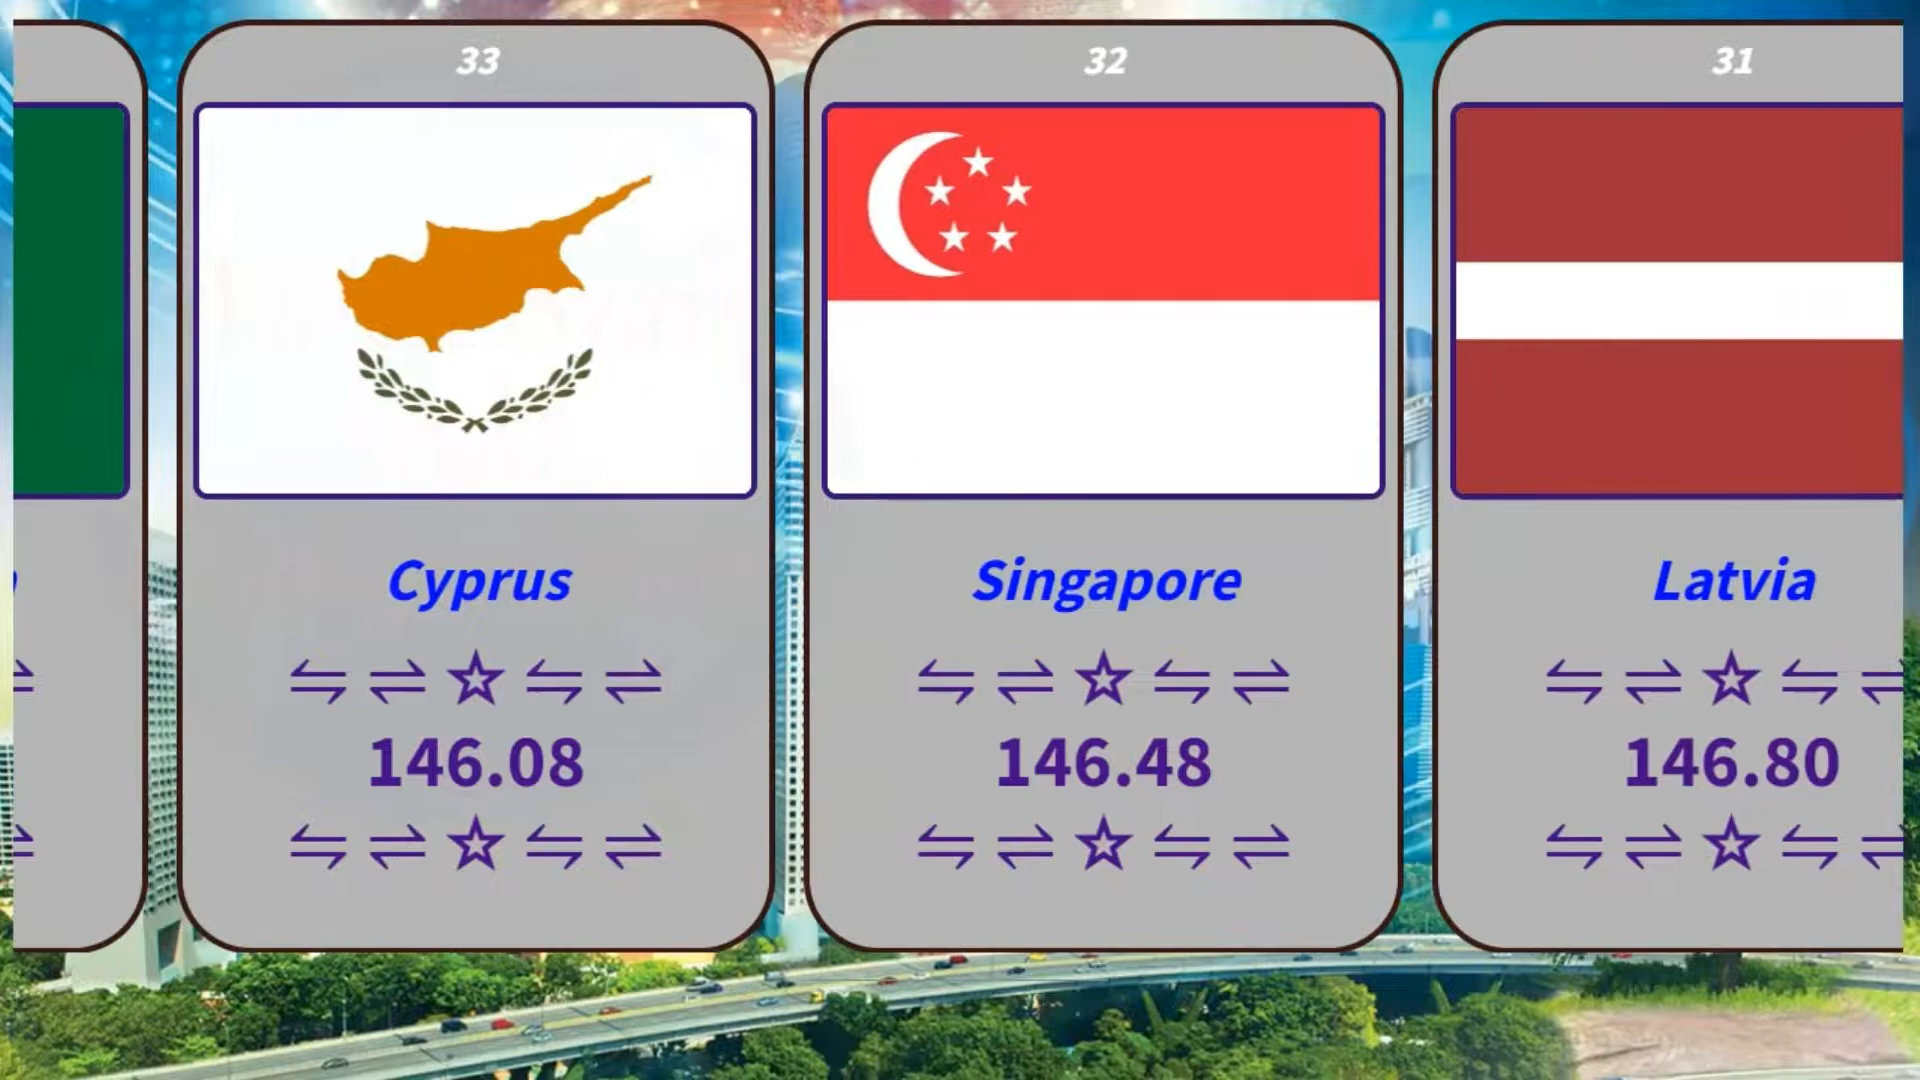 33
Cyprus
⇋ ⇌ ☆ ⇋ ⇌
146.08
⇋ ⇌ ☆ ⇋ ⇌
32
Singapore
⇋ ⇌ ☆ ⇋ ⇌
146.48
⇋ ⇌ ☆ ⇋ ⇌
31
Latvia
⇋ ⇌ ☆ ⇋ ⇌
146.80
⇋ ⇌ ☆ ⇋ ⇌